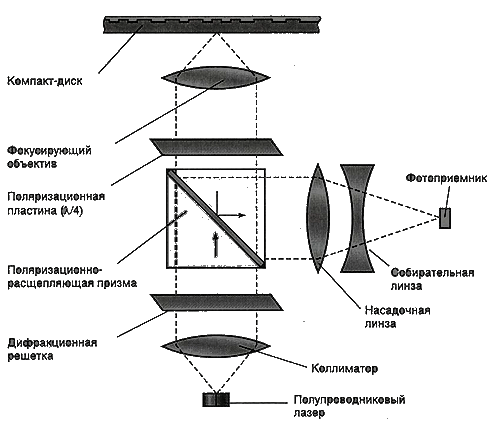 Компакт-диск
Фокусирующий
объектив
Поляризационная
пластина (λ/4)
Поляризационно-
расщепляющая призма
Дифракционная
решетка
Фотоприемник
Собирательная
линза
Насадочная
линза
Коллиматор
Полупроводниковый
лазер